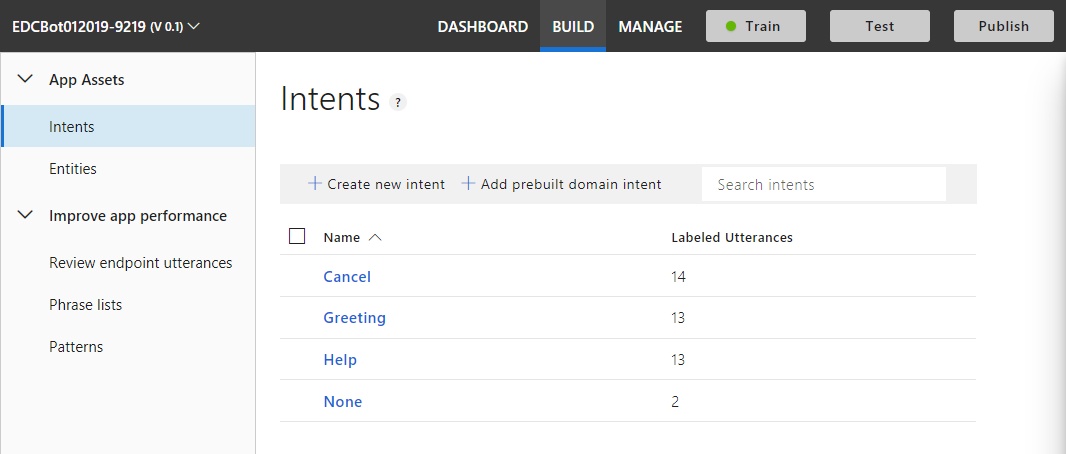 EDCBot012019-9219 (V 0.1) DASHBOARD BUILD MANAGE Train Test Publish
App Assets
Intents
Entities
Improve app performance
Review endpoint utterances
Phrase lists
Patterns
Intents ?
Create new intent Add prebuilt domain intent Search intents
Name Labeled Utterances
Cancel 14
Greeting 13
Help 13
None 2